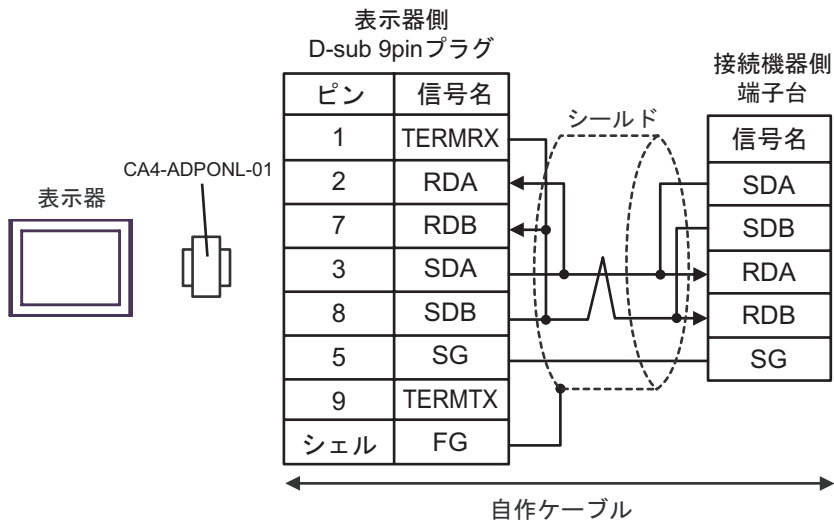 表示器側
D-sub 9pinプラグ
接続機器側
端子台
CA4-ADPONL-01
表示器
シールド
ピン 信号名
1 TERMRX
2 RDA
7 RDB
3 SDA
8 SDB
5 SG
9 TERMTX
シェル FG
信号名
SDA
SDB
RDA
RDB
SG
自作ケーブル